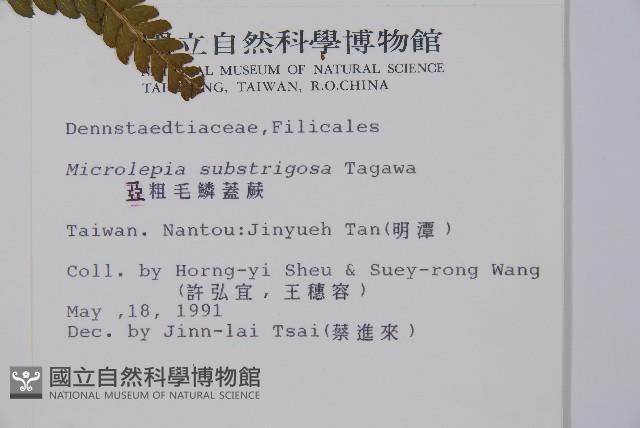 國立自然科學博物館
NATIONAL MUSEUM OF NATURAL SCIENCE
TAICHUNG, TAIWAN, R.O.CHINA
Dennstaedtiaceae,Filicales
Microlepia substrigosa Tagawa
亞粗毛鱗蓋蕨
Taiwan. Nantou:Jinyueh Tan(明潭)
Coll. by Horng-yi Sheu & Suey-rong Wang
(許弘宜,王穗容)
May ,18, 1991
Dec. by Jinn-lai Tsai(蔡進來)
國立自然科學博物館
NATIONAL MUSEUM OF NATURAL SCIENCE